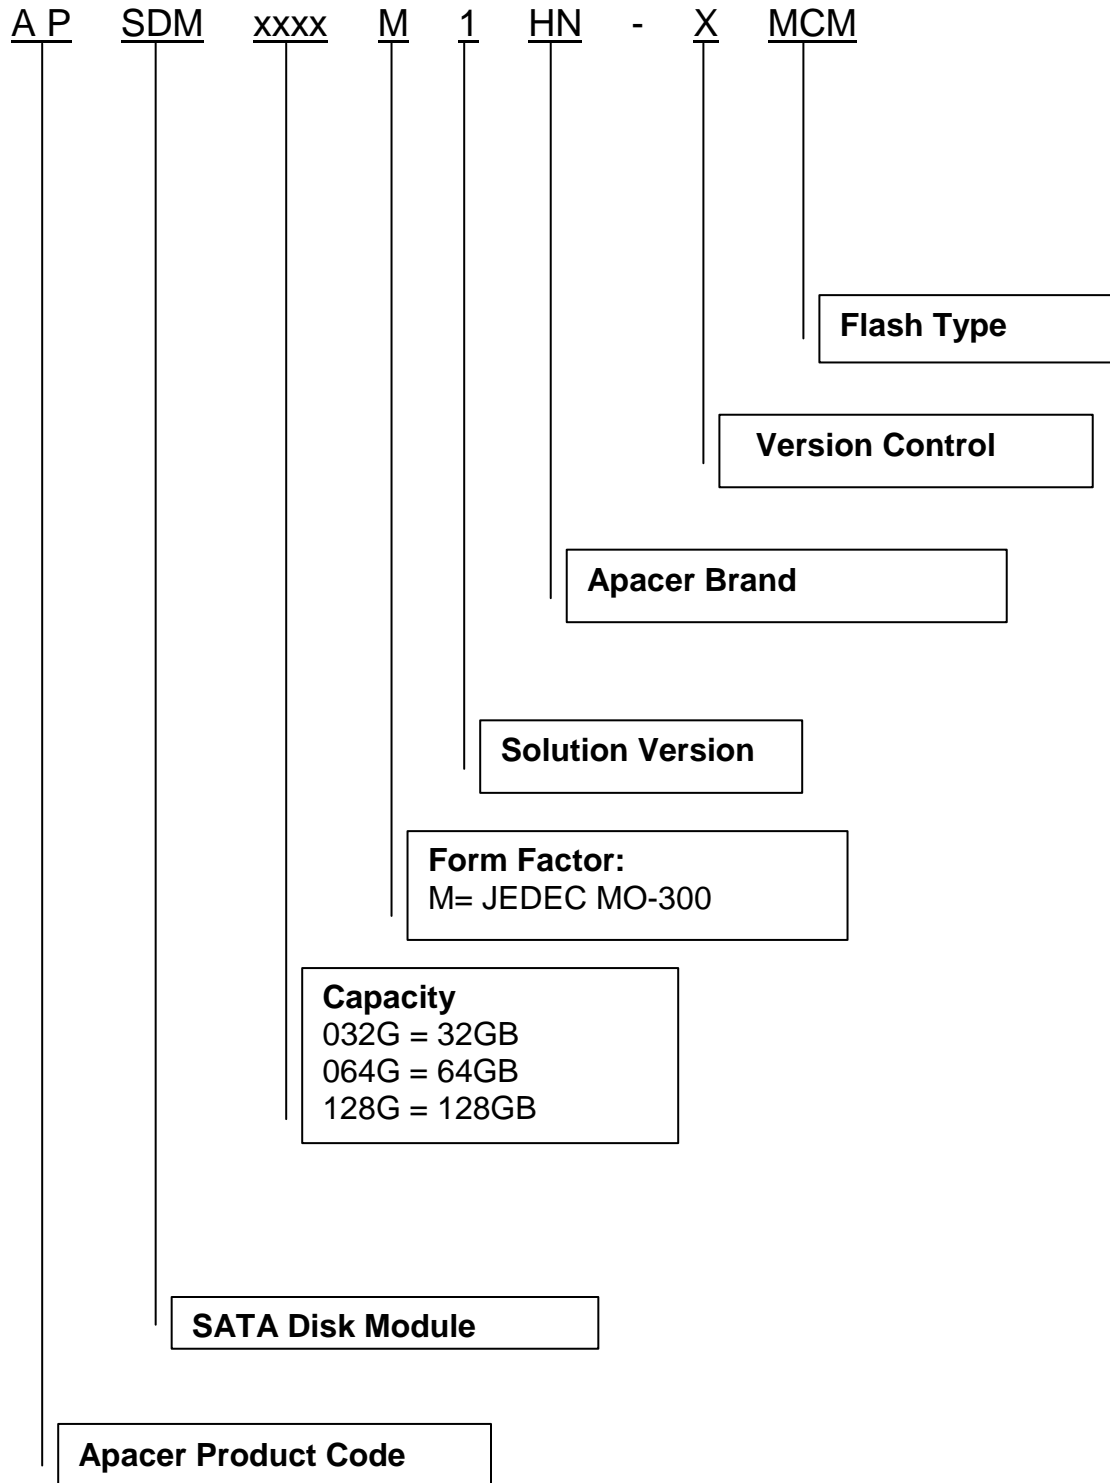 A P SDM xxxx M 1 HN - X MCM
Flash Type
Version Control
Apacer Brand
Solution Version
Form Factor:
M= JEDEC MO-300
Capacity
032G = 32GB
064G = 64GB
128G = 128GB
SATA Disk Module
Apacer Product Code